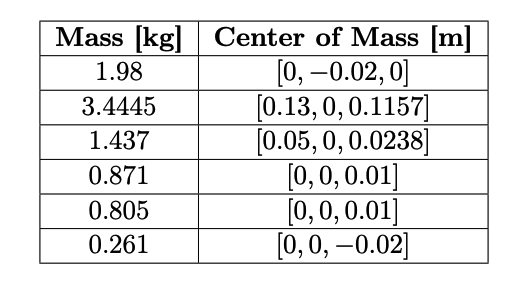 Mass [kg] Center of Mass [m]
1.98 [0, −0.02, 0]
3.4445 [0.13, 0, 0.1157]
1.437 [0.05, 0, 0.0238]
0.871 [0, 0, 0.01]
0.805 [0, 0, 0.01]
0.261 [0, 0, −0.02]